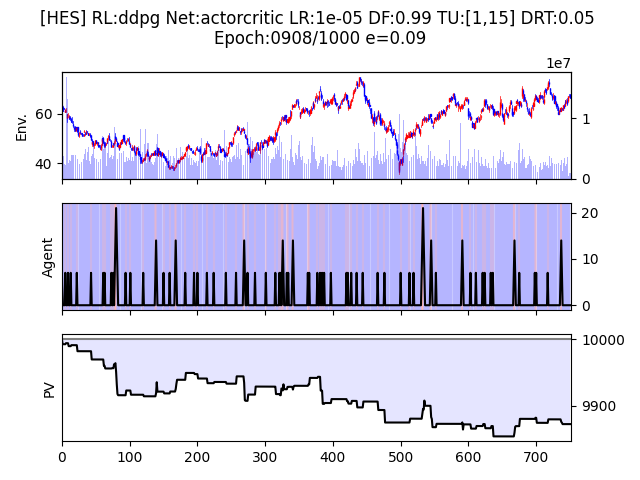 [HES] RL:ddpg Net:actorcritic LR:1e-05 DF:0.99 TU:[1,15] DRT:0.05
Epoch:0908/1000 e=0.09
1e7
Env.
60
40
1
0
Agent
20
10
0
PV
10000
9900
0
100
200
300
400
500
600
700